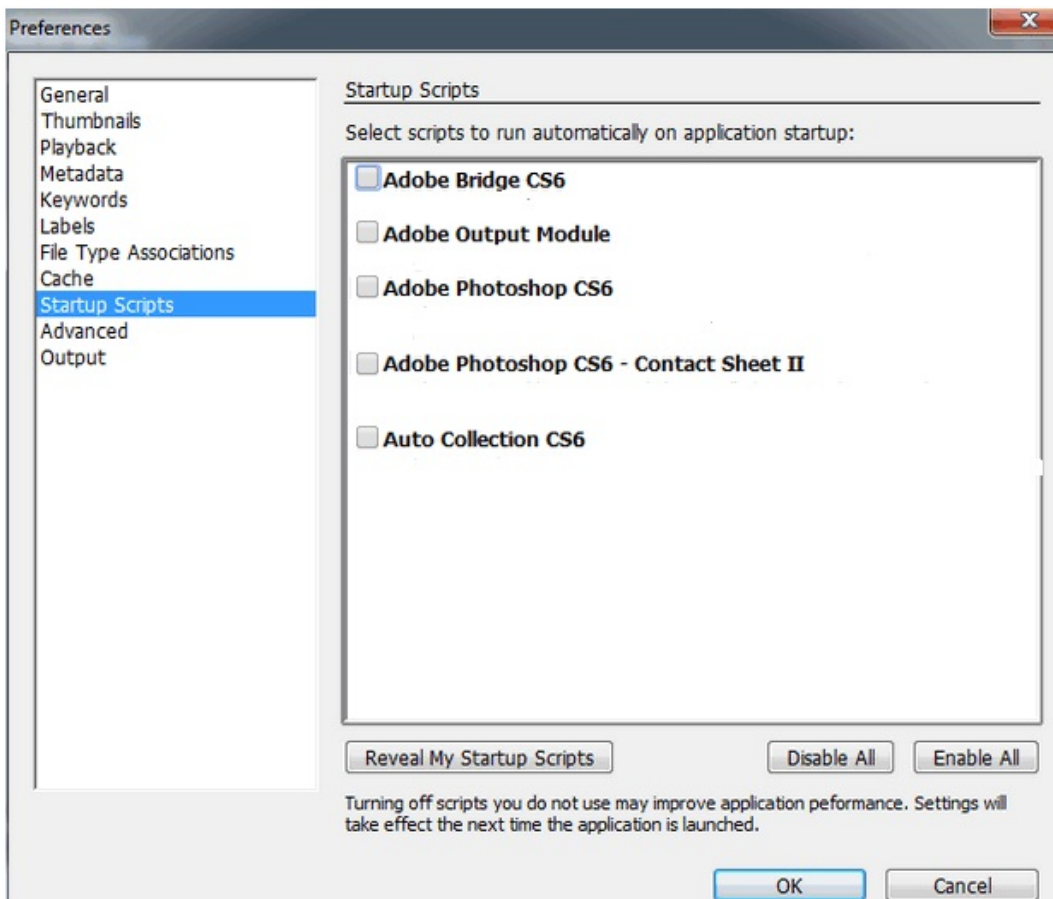 Preferences
General
Thumbnails
Playback
Metadata
Keywords
Labels
File Type Associations
Cache
Startup Scripts
Advanced
Output
Startup Scripts
Select scripts to run automatically on application startup:
Adobe Bridge CS6
Adobe Output Module
Adobe Photoshop CS6
Adobe Photoshop CS6 - Contact Sheet II
Auto Collection CS6
Reveal My Startup Scripts
Disable All
Enable All
Turning off scripts you do not use may improve application peformance. Settings will
take effect the next time the application is launched.
OK
Cancel